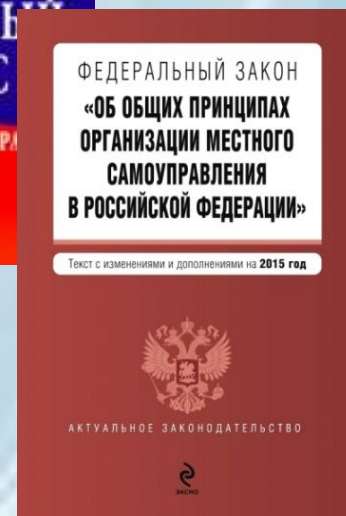 ФЕДЕРАЛЬНЫЙ ЗАКОН
«ОБ ОБЩИХ ПРИНЦИПАХ
ОРГАНИЗАЦИИ МЕСТНОГО
САМОУПРАВЛЕНИЯ
В РОССИЙСКОЙ ФЕДЕРАЦИИ»
Текст с изменениями и дополнениями на 2015 год
АКТУАЛЬНОЕ ЗАКОНОДАТЕЛЬСТВО
ЭКСМО